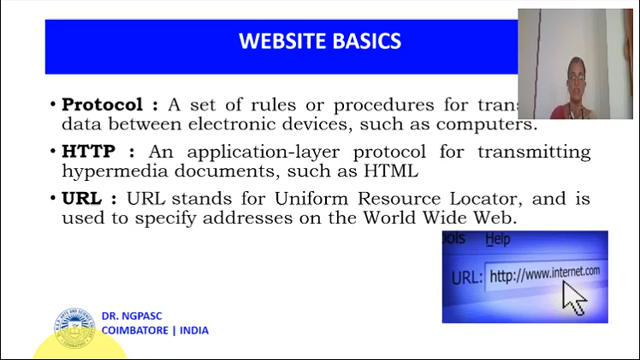 WEBSITE BASICS
• Protocol : A set of rules or procedures for
data between electronic devices, such as computers.
• HTTP : An application-layer protocol for transmitting
hypermedia documents, such as HTML
• URL : URL stands for Uniform Resource Locator, and is
used to specify addresses on the World Wide Web.
Help
URL: http://www.internet.com
DR. NGPASC
COIMBATORE | INDIA